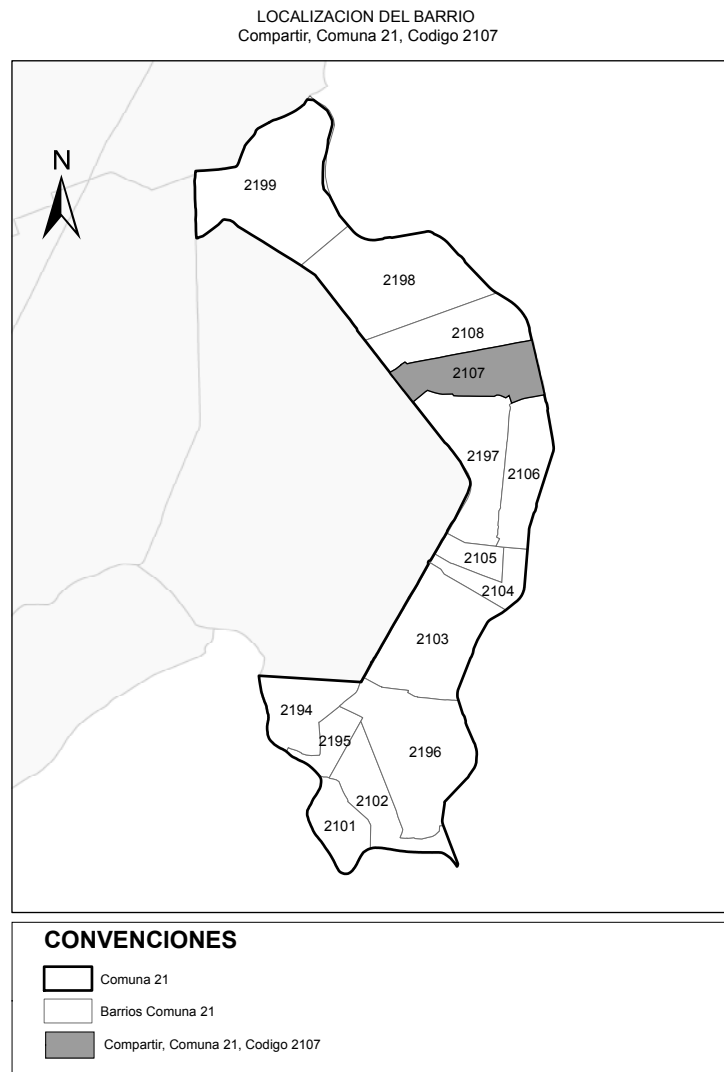 LOCALIZACION DEL BARRIO
Compartir, Comuna 21, Codigo 2107
N
2199
2198
2108
2107
2197
2106
2105
2104
2103
2194
2195
2196
2102
2101
CONVENCIONES
Comuna 21
Barrios Comuna 21
Compartir, Comuna 21, Codigo 2107